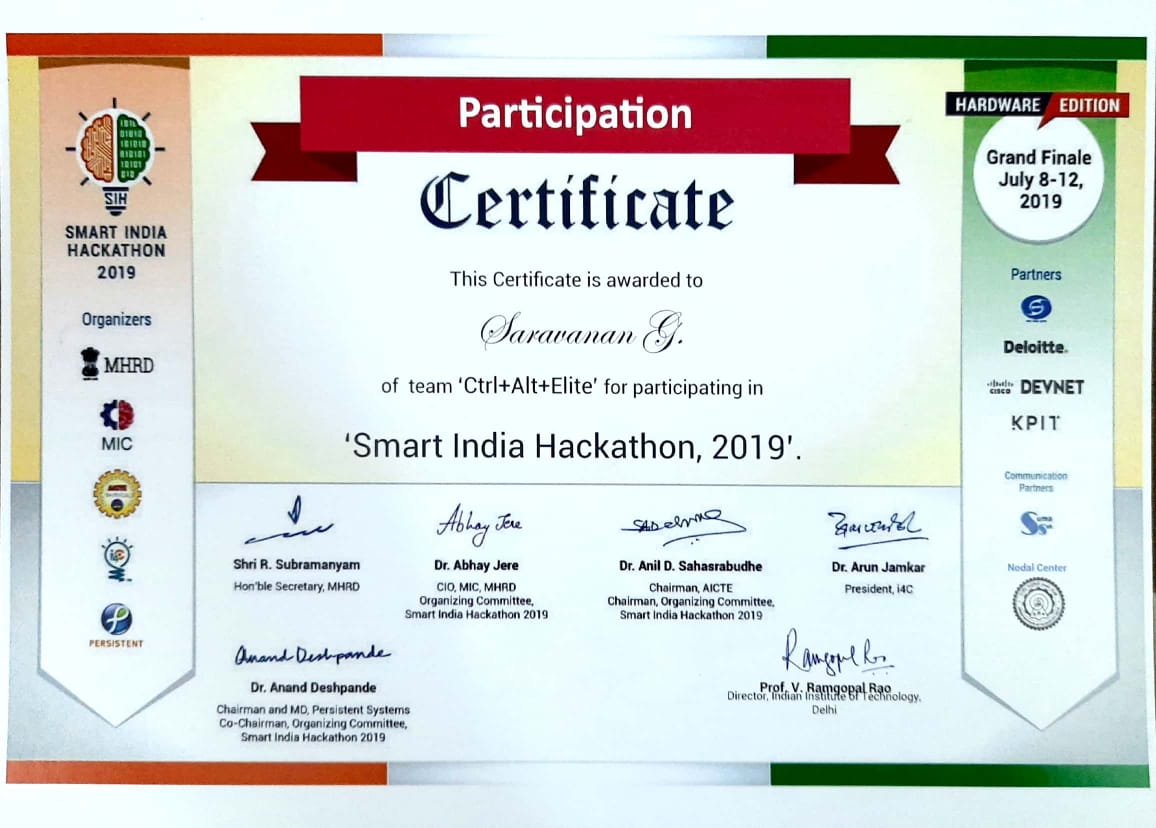 Participation
Certificate
This Certificate is awarded to
Saravanan G.
of team ‘Ctrl+Alt+Elite’ for participating in
‘Smart India Hackathon, 2019’.
SIH
SMART INDIA
HACKATHON
2019
Organizers
MHRD
MIC
PERSISTENT
HARDWARE EDITION
Grand Finale
July 8-12,
2019
Partners
Deloitte.
CISCO DEVNET
KPIT
Communication
Partners
Suma
Nodal Center
Abhay Jere
Anand Deshpande
Ramgopal Rao
Shri R. Subramanyam
Hon'ble Secretary, MHRD
Dr. Abhay Jere
CIO, MIC, MHRD
Organizing Committee,
Smart India Hackathon 2019
Dr. Anil D. Sahasrabudhe
Chairman, AICTE
Chairman, Organizing Committee,
Smart India Hackathon 2019
Dr. Arun Jamkar
President, i4C
Dr. Anand Deshpande
Chairman and MD, Persistent Systems
Co-Chairman, Organizing Committee,
Smart India Hackathon 2019
Prof. V. Ramgopal Rao
Director, Indian Institute of Technology,
Delhi